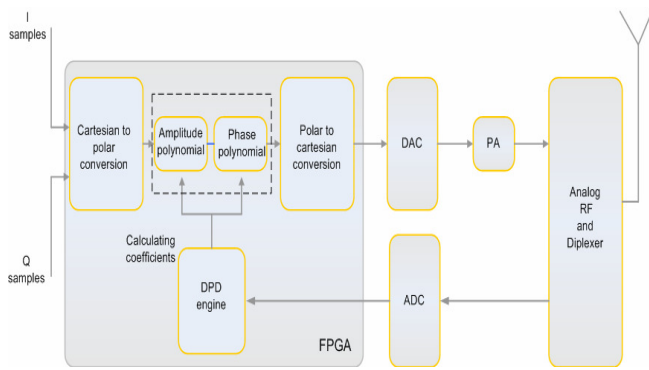 I
samples
Cartesian to
polar
conversion
Amplitude
polynomial
Phase
polynomial
Polar to
cartesian
conversion
DAC
PA
Analog
RF
and
Diplexer
Calculating
coefficients
Q
samples
DPD
engine
ADC
FPGA